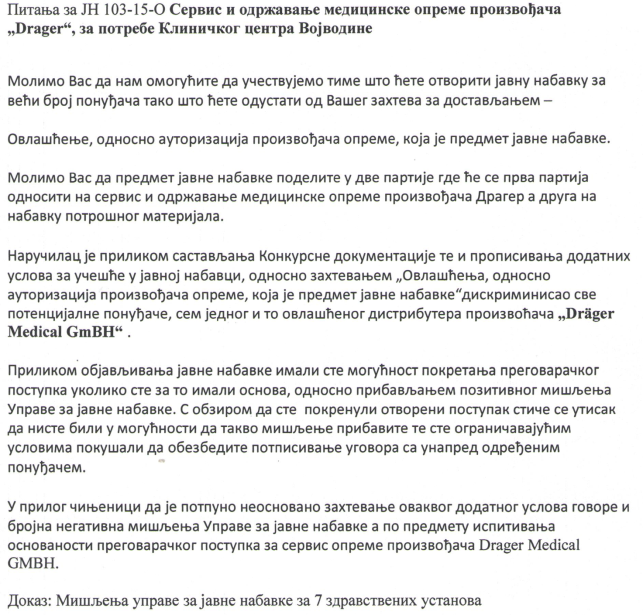 Питања за ЈН 103-15-О Сервис и одржавање медицинске опреме произвођача
„Drager“, за потребе Клиничког центра Војводине
Молимо Вас да нам омогућите да учествујемо тиме што ћете отворити јавну набавку за
већи број понуђача тако што ћете одустати од Вашег захтева за достављањем –
Овлашћење, односно ауторизација произвођача опреме, која је предмет јавне набавке.
Молимо Вас да предмет јавне набавке поделите у две партије где ће се прва партија
односити на сервис и одржавање медицинске опреме произвођача Драгер а друга на
набавку потрошног материјала.
Наручилац је приликом састављања Конкурсне документације те и прописивања додатних
услова за учешће у јавној набавци, односно захтевањем „Овлашћења, односно
ауторизација произвођача опреме, која је предмет јавне набавке“дискриминисао све
потенцијалне понуђаче, сем једног и то овлашћеног дистрибутера произвоћача „Dräger
Medical GmBH“ .
Приликом објављивања јавне набавке имали сте могућност покретања преговарачког
поступка уколико сте за то имали основа, односно прибављањем позитивног мишљења
Управе за јавне набавке. С обзиром да сте покренули отворени поступак стиче се утисак
да нисте били у могућности да такво мишљење прибавите те сте ограничавајућим
условима покушали да обезбедите потписивање уговора са унапред одређеним
понуђачем.
У прилог чињеници да је потпуно неосновано захтевање оваквог додатног услова говоре и
бројна негативна мишљења Управе за јавне набавке а по предмету испитивања
основаности преговарачког поступка за сервис опреме произвођача Drager Medical
GMBH.
Доказ: Мишљења управе за јавне набавке за 7 здравствених установа